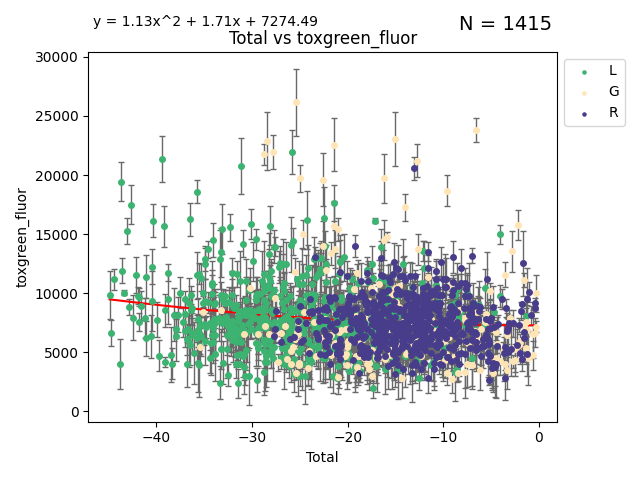 y = 1.13x^2 + 1.71x + 7274.49
N = 1415
Total vs toxgreen_fluor
30000
25000
20000
15000
10000
5000
0
toxgreen_fluor
−40
−30
−20
−10
0
Total
L
G
R